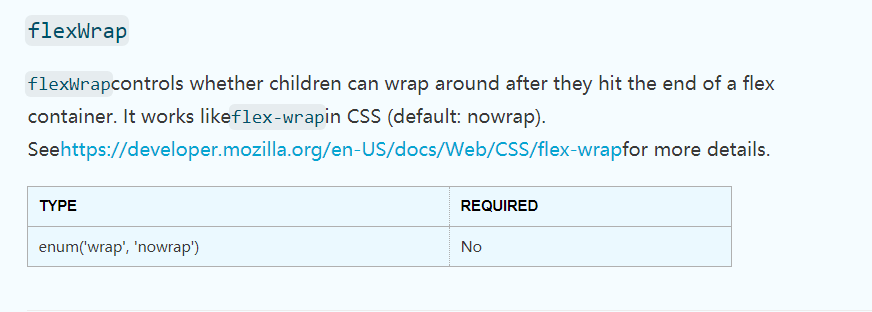 flexWrap
flexWrapcontrols whether children can wrap around after they hit the end of a flex
container. It works likeflex-wrapin CSS (default: nowrap).
Seehttps://developer.mozilla.org/en-US/docs/Web/CSS/flex-wrapfor more details.
TYPE REQUIRED
enum('wrap', 'nowrap') No